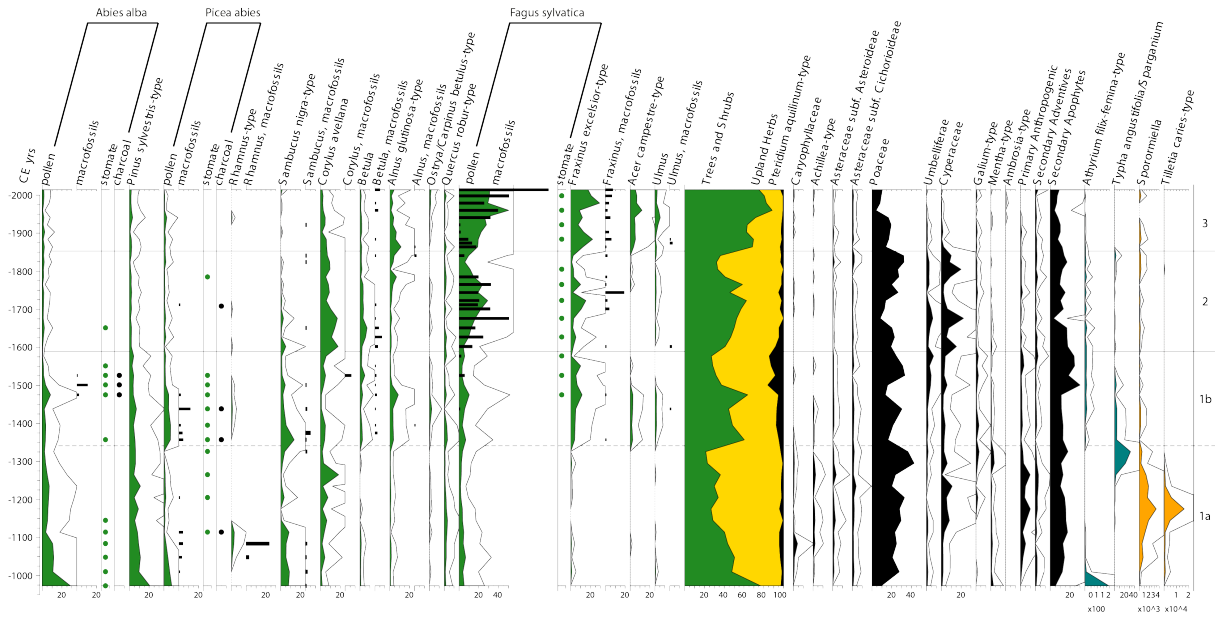 Abies alba
Picea abies
Fagus sylvatica
C.E. yrs
pollen
macrofossils
stomate
charcoal
Pinus sylvestris-type
pollen
macrofossils
stomate
charcoal
Rhamnus-type
Rhamnus, macrofossils
Sambucus nigra-type
Sambucus, macrofossils
Corylus avellana
Corylus, macrofossils
Betula
Betula, macrofossils
Alnus glutinosa-type
Alnus, macrofossils
Ostrya/Carpinus betulus-type
Quercus robur-type
pollen
macrofossils
stomate
Fraxinus excelsior-type
Fraxinus, macrofossils
Acer campestre-type
Ulmus
Ulmus, macrofossils
Trees and Shrubs
Upland Herbs
Pteridium aquilinum-type
Caryophyllaceae
Achillea-type
Asteraceae subf. Asteroideae
Asteraceae subf. Cichorioideae
Poaceae
Umbelliferae
Cyperaceae
Galium-type
Mentha-type
Ambrosia-type
Primary Anthropogenic
Secondary Adventives
Secondary Apophytes
Athyrium filix-femina-type
Typha angustifolia/Sparganium
Sporormiella
Tilletia caries-type
-2000
-1900
-1800
-1700
-1600
-1500
-1400
-1300
-1200
-1100
-1000
3
2
1b
1a
20 20 20 20 20 20 20 40 20 20 20 20 40 60 80 100 20 40 20 20 0 1 1 2 20 40 1 2 3 4 1 2
x100 x10^3 x10^4